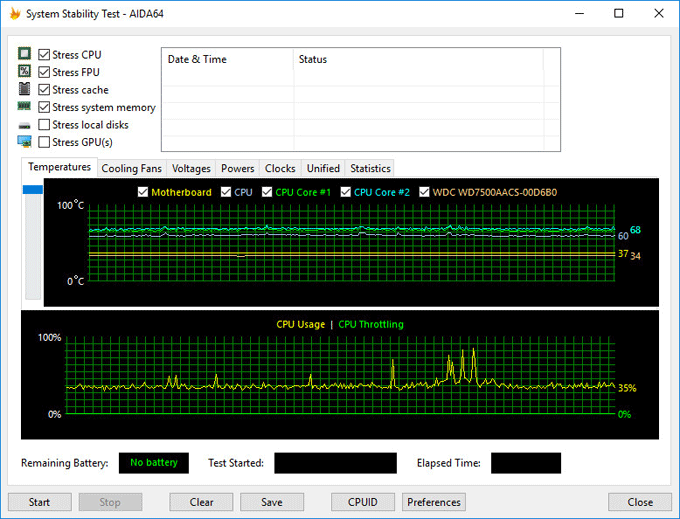 System Stability Test - AIDA64
Stress CPU
Stress FPU
Stress cache
Stress system memory
Stress local disks
Stress GPU(s)
Date & Time Status
Temperatures Cooling Fans Voltages Powers Clocks Unified Statistics
Motherboard CPU CPU Core #1 CPU Core #2 WDC WD7500AACS-00D6B0
100°C
68
60
37 34
0°C
CPU Usage | CPU Throttling
100%
35%
0% 0%
Remaining Battery: No battery Test Started: Elapsed Time:
Start Stop Clear Save CPUID Preferences Close